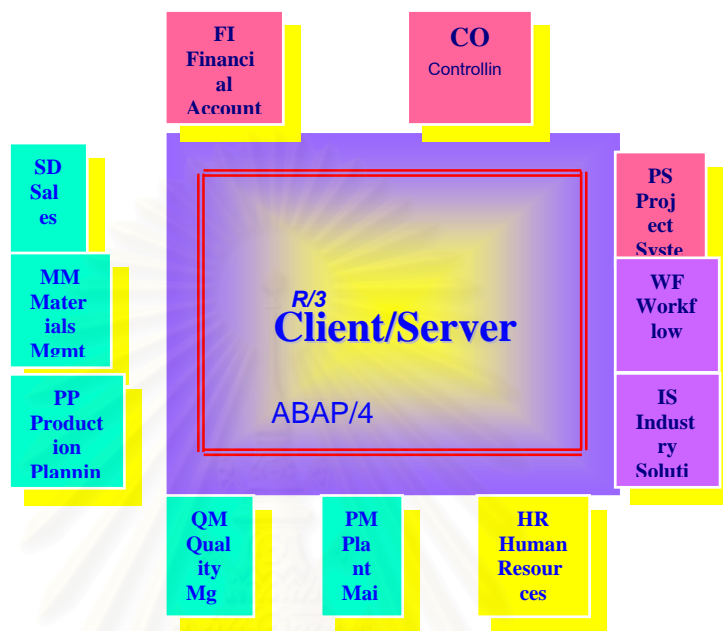 FI
Financi
al
Account
CO
Controllin
SD
Sal
es
PS
Proj
ect
Syste
MM
Mater
ials
Mgmt
WF
Workf
low
R/3
Client/Server
ABAP/4
PP
Product
ion
Plannin
IS
Indust
ry
Soluti
QM
Qual
ity
Mg
PM
Pla
nt
Mai
HR
Human
Resour
ces